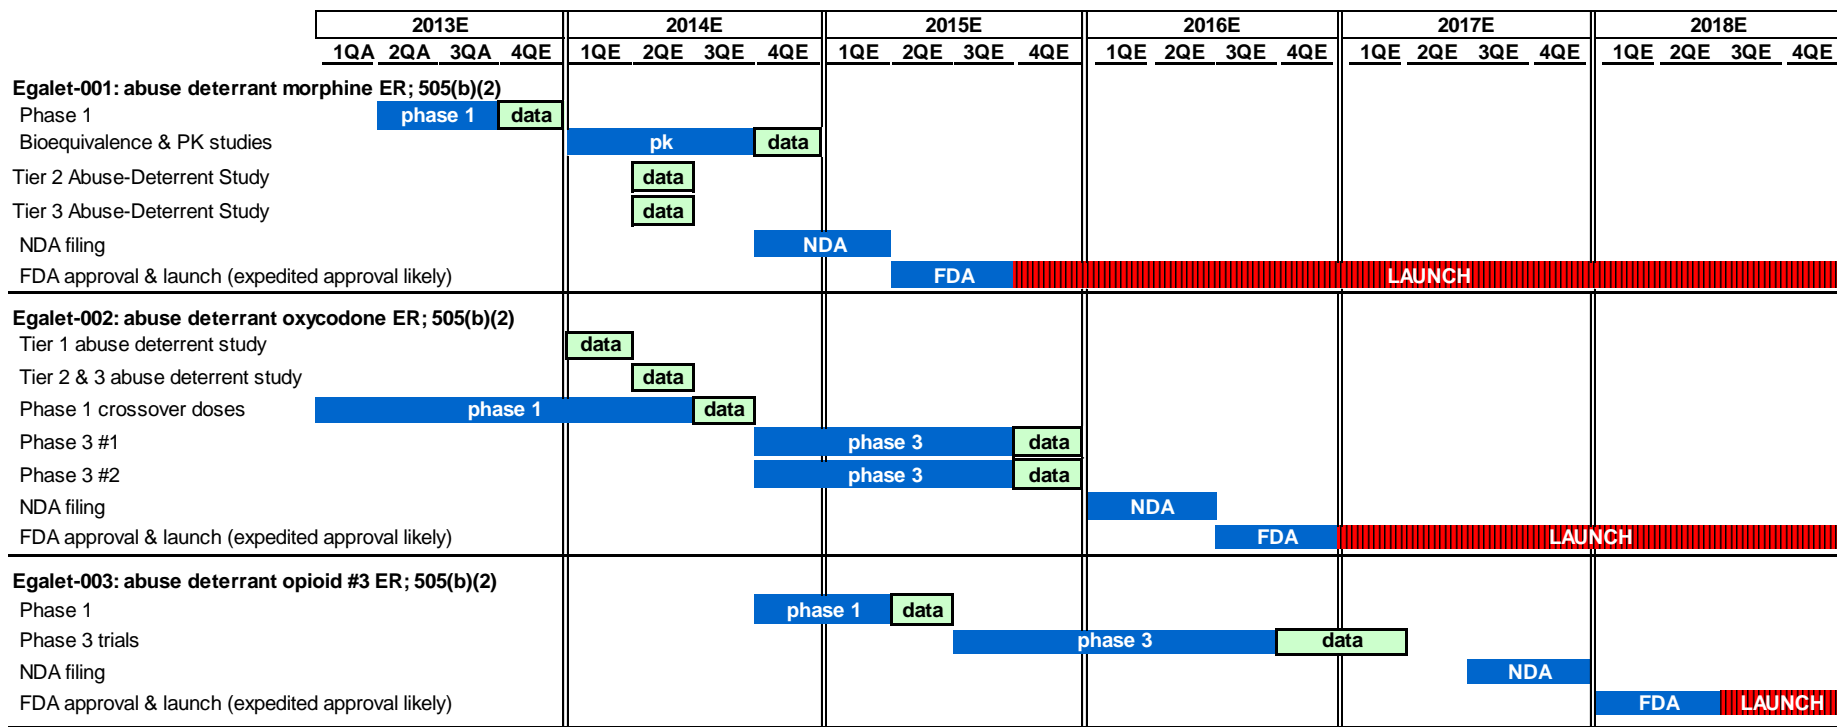 2013E 2014E 2015E 2016E 2017E 2018E
1QA 2QA 3QA 4QE 1QE 2QE 3QE 4QE 1QE 2QE 3QE 4QE 1QE 2QE 3QE 4QE 1QE 2QE 3QE 4QE 1QE 2QE 3QE 4QE
Egalet-001: abuse deterrant morphine ER; 505(b)(2)
Phase 1 phase 1 data
Bioequivalence & PK studies pk data
Tier 2 Abuse-Deterrent Study data
Tier 3 Abuse-Deterrent Study data
NDA filing NDA
FDA approval & launch (expedited approval likely) FDA LAUNCH
Egalet-002: abuse deterrant oxycodone ER; 505(b)(2)
Tier 1 abuse deterrent study data
Tier 2 & 3 abuse deterrent study data
Phase 1 crossover doses phase 1 data
Phase 3 #1 phase 3 data
Phase 3 #2 phase 3 data
NDA filing NDA
FDA approval & launch (expedited approval likely) FDA LAUNCH
Egalet-003: abuse deterrant opioid #3 ER; 505(b)(2)
Phase 1 phase 1 data
Phase 3 trials phase 3 data
NDA filing NDA
FDA approval & launch (expedited approval likely) FDA LAUNCH